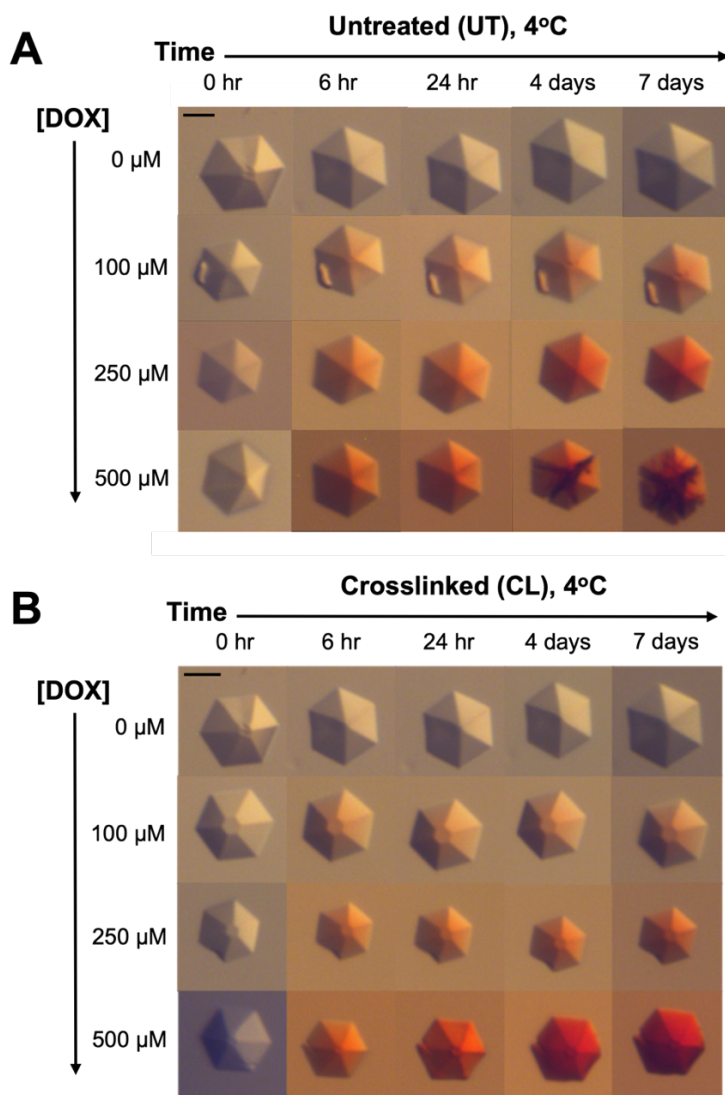 A
Untreated (UT), 4ºC
Time
0 hr 6 hr 24 hr 4 days 7 days
[DOX]
0 µM
100 µM
250 µM
500 µM
B
Crosslinked (CL), 4ºC
Time
0 hr 6 hr 24 hr 4 days 7 days
[DOX]
0 µM
100 µM
250 µM
500 µM